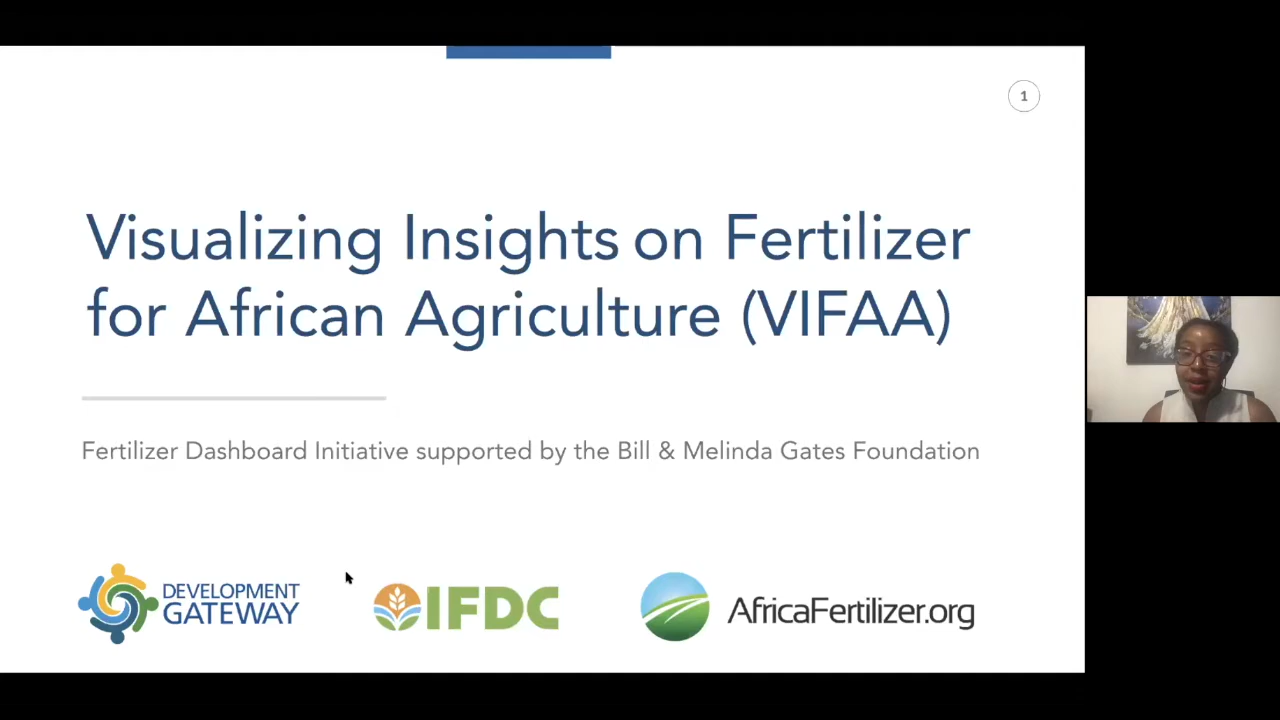 1
Visualizing Insights on Fertilizer
for African Agriculture (VIFAA)
Fertilizer Dashboard Initiative supported by the Bill & Melinda Gates Foundation
DEVELOPMENT
GATEWAY
IFDC
AfricaFertilizer.org